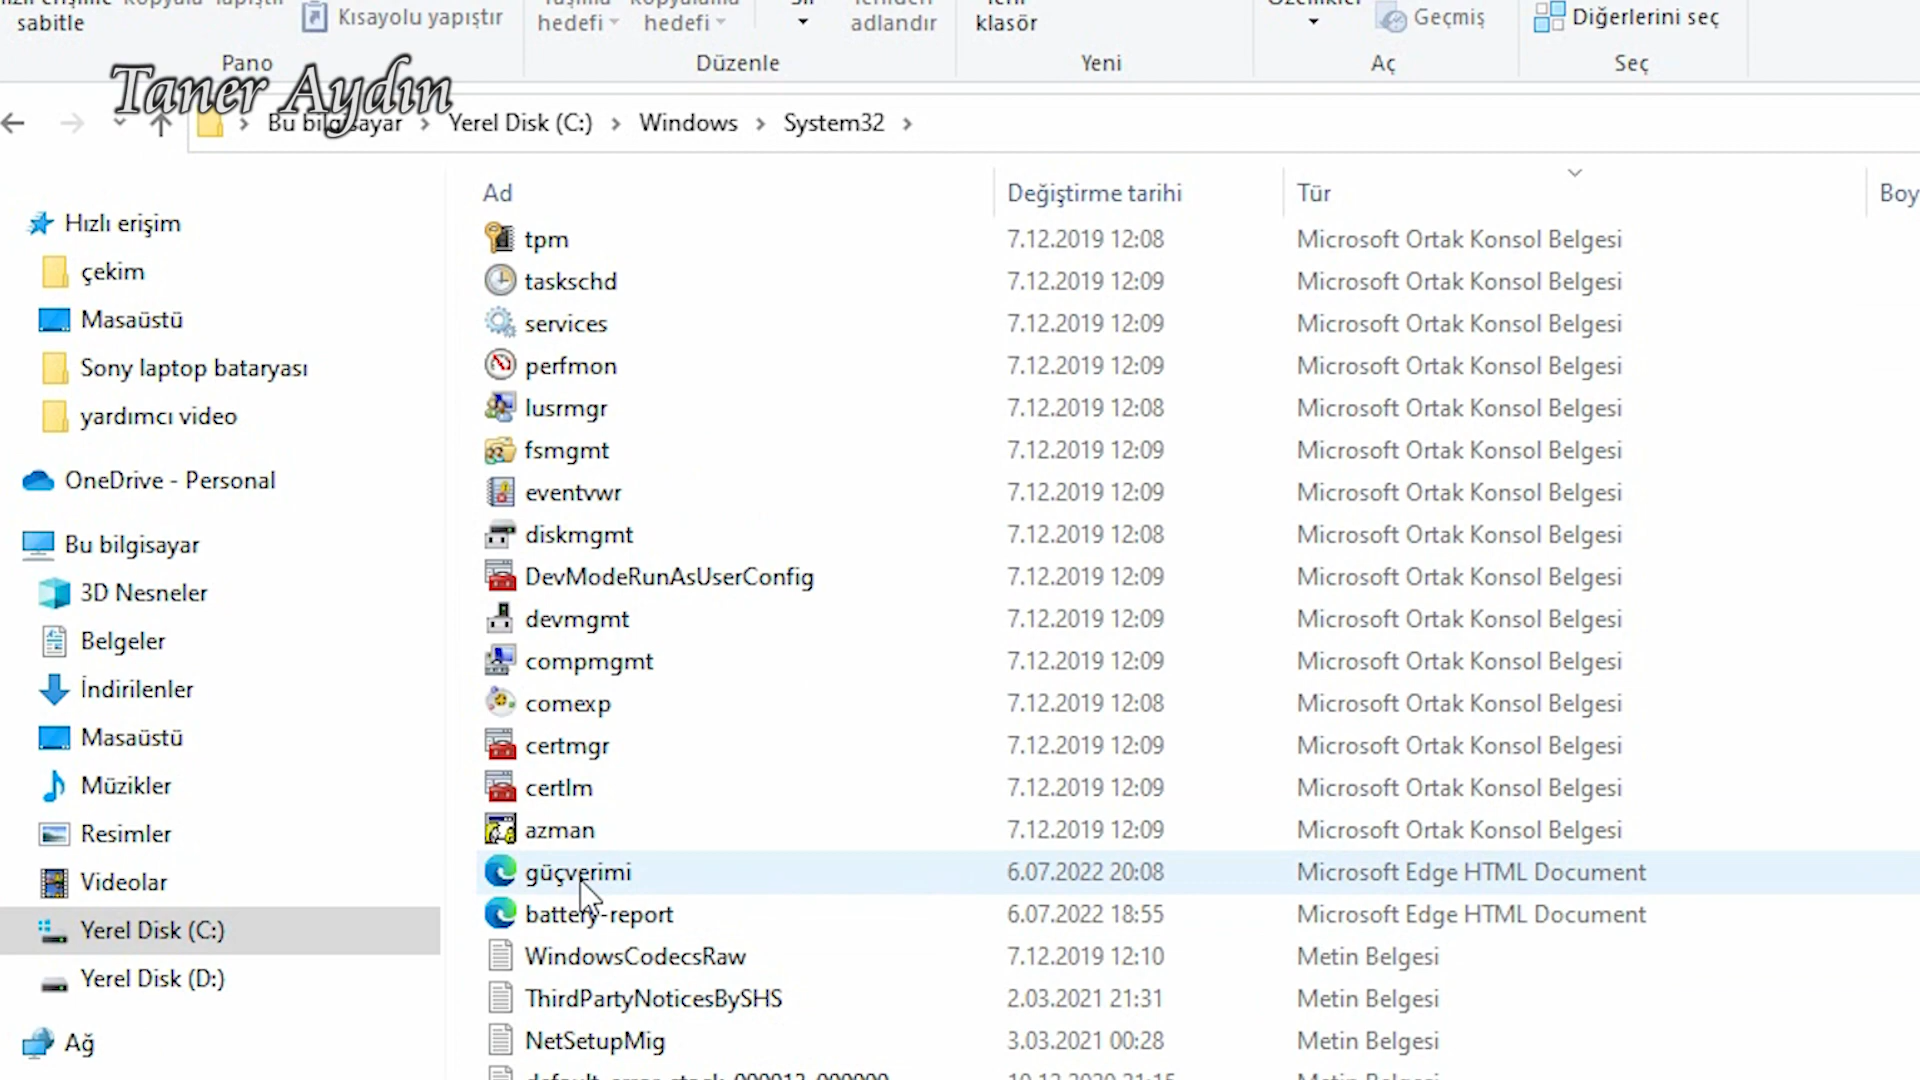 sabitle
Kısayolu yapıştır
hedefi
hedefi
adlandır
klasör
Geçmiş
Diğerlerini seç
Pano
Düzenle
Yeni
Aç
Seç
Taner Aydın
Bu bilgisayar
Yerel Disk (C:)
Windows
System32
Hızlı erişim
çekim
Masaüstü
Sony laptop bataryası
yardımcı video
OneDrive - Personal
Bu bilgisayar
3D Nesneler
Belgeler
İndirilenler
Masaüstü
Müzikler
Resimler
Videolar
Yerel Disk (C:)
Yerel Disk (D:)
Ağ
Ad Değiştirme tarihi Tür Boy
tpm 7.12.2019 12:08 Microsoft Ortak Konsol Belgesi
taskschd 7.12.2019 12:09 Microsoft Ortak Konsol Belgesi
services 7.12.2019 12:09 Microsoft Ortak Konsol Belgesi
perfmon 7.12.2019 12:09 Microsoft Ortak Konsol Belgesi
lusrmgr 7.12.2019 12:08 Microsoft Ortak Konsol Belgesi
fsmgmt 7.12.2019 12:09 Microsoft Ortak Konsol Belgesi
eventvwr 7.12.2019 12:09 Microsoft Ortak Konsol Belgesi
diskmgmt 7.12.2019 12:08 Microsoft Ortak Konsol Belgesi
DevModeRunAsUserConfig 7.12.2019 12:09 Microsoft Ortak Konsol Belgesi
devmgmt 7.12.2019 12:09 Microsoft Ortak Konsol Belgesi
compmgmt 7.12.2019 12:09 Microsoft Ortak Konsol Belgesi
comexp 7.12.2019 12:08 Microsoft Ortak Konsol Belgesi
certmgr 7.12.2019 12:09 Microsoft Ortak Konsol Belgesi
certlm 7.12.2019 12:09 Microsoft Ortak Konsol Belgesi
azman 7.12.2019 12:09 Microsoft Ortak Konsol Belgesi
güçverimi 6.07.2022 20:08 Microsoft Edge HTML Document
battery-report 6.07.2022 18:55 Microsoft Edge HTML Document
WindowsCodecsRaw 7.12.2019 12:10 Metin Belgesi
ThirdPartyNoticesBySHS 2.03.2021 21:31 Metin Belgesi
NetSetupMig 3.03.2021 00:28 Metin Belgesi